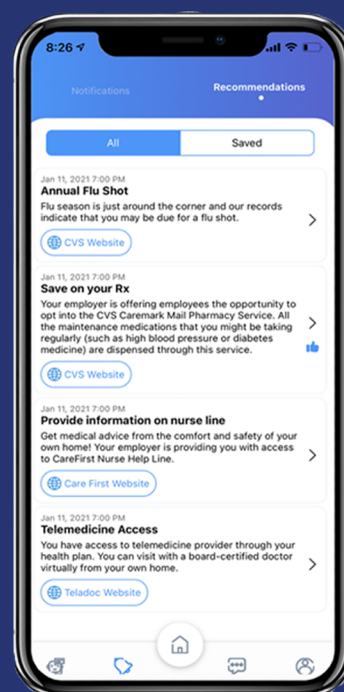 8:26
Notifications
Recommendations
All
Saved
Jan 11, 2021 7:00 PM
Annual Flu Shot
Flu season is just around the corner and our records
indicate that you may be due for a flu shot.
CVS Website
Jan 11, 2021 7:00 PM
Save on your Rx
Your employer is offering employees the opportunity to
opt into the CVS Caremark Mail Pharmacy Service. All
the maintenance medications that you might be taking
regularly (such as high blood pressure or diabetes
medicine) are dispensed through this service.
CVS Website
Jan 11, 2021 7:00 PM
Provide information on nurse line
Get medical advice from the comfort and safety of your
own home! Your employer is providing you with access
to CareFirst Nurse Help Line.
Care First Website
Jan 11, 2021 7:00 PM
Telemedicine Access
You have access to telemedicine provider through your
health plan. You can visit with a board-certified doctor
virtually from your own home.
Teladoc Website